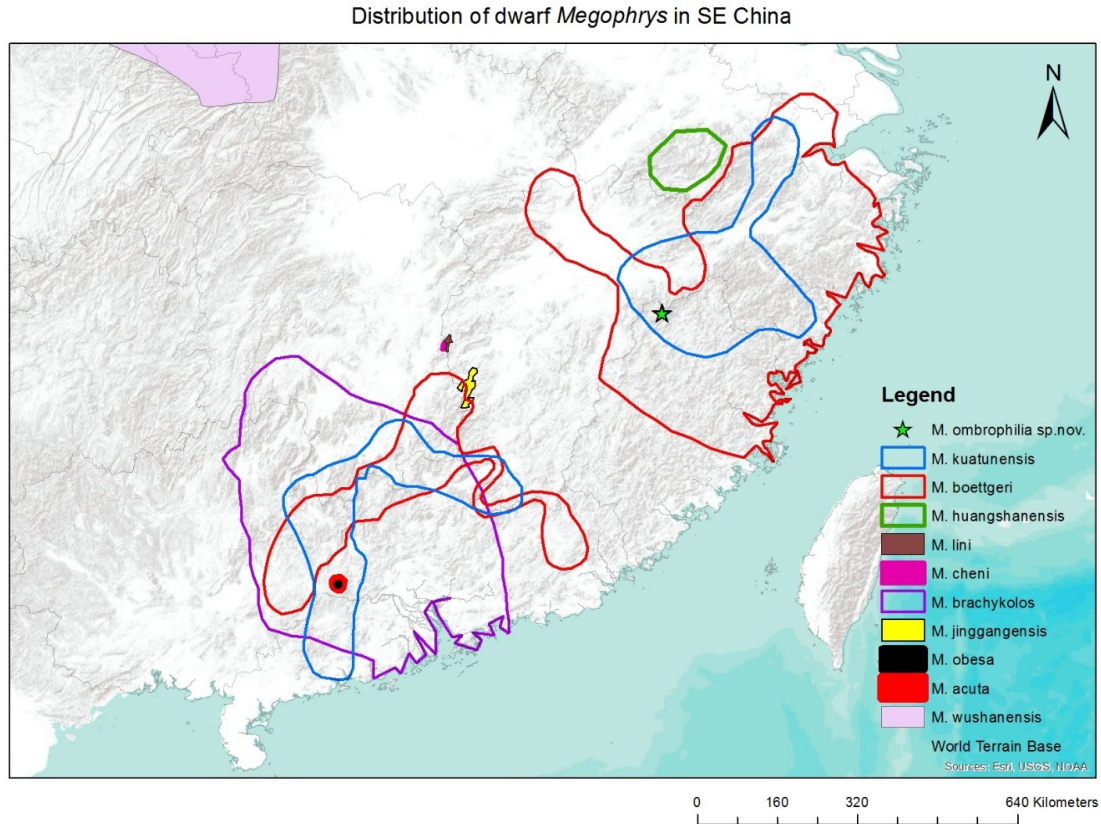 Distribution of dwarf Megophrys in SE China
N
Legend
M. ombrophilia sp.nov.
M. kuatunensis
M. boettgeri
M. huangshanensis
M. lini
M. cheni
M. brachykolos
M. jinggangensis
M. obesa
M. acuta
M. wushanensis
World Terrain Base
Sources: Esri, USGS, NOAA
0 160 320 640 Kilometers